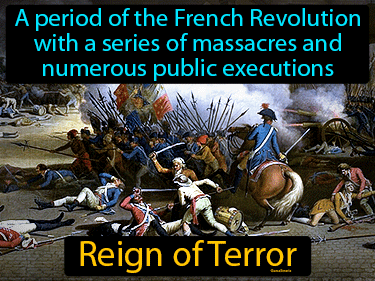 A period of the French Revolution
with a series of massacres and
numerous public executions
Reign of Terror